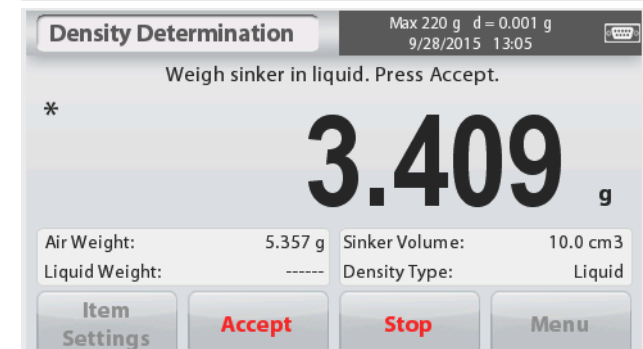 Density Determination
Max 220 g d = 0.001 g
9/28/2015 13:05
Weigh sinker in liquid. Press Accept.
*
3.409 g
Air Weight: 5.357 g Sinker Volume: 10.0 cm3
Liquid Weight: ------ Density Type: Liquid
Item Settings Accept Stop Menu